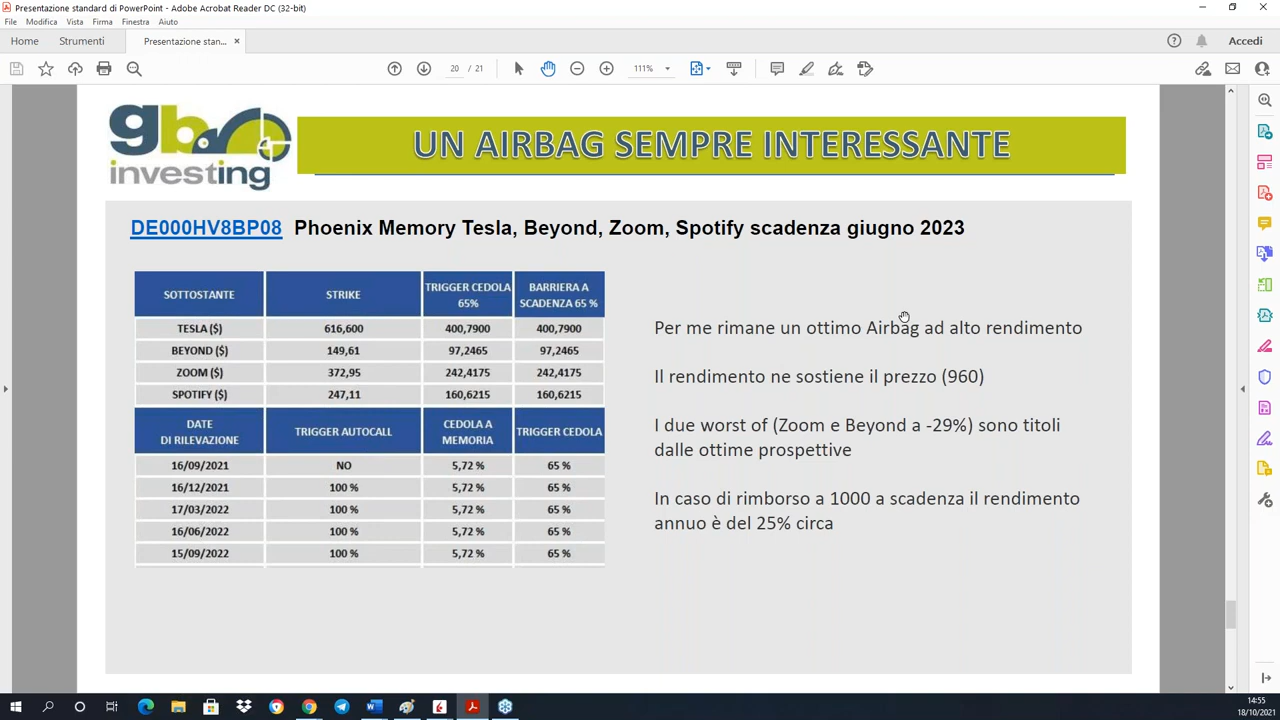 Presentazione standard di PowerPoint - Adobe Acrobat Reader DC (32-bit)
File Modifica Vista Firma Finestra Aiuto
Home Strumenti Presentazione stan... × Accedi
20 / 21 111%
gb
investing
UN AIRBAG SEMPRE INTERESSANTE
DE000HV8BP08 Phoenix Memory Tesla, Beyond, Zoom, Spotify scadenza giugno 2023
SOTTOSTANTE STRIKE TRIGGER CEDOLA 65% BARRIERA A SCADENZA 65 %
TESLA ($) 616,600 400,7900 400,7900
BEYOND ($) 149,61 97,2465 97,2465
ZOOM ($) 372,95 242,4175 242,4175
SPOTIFY ($) 247,11 160,6215 160,6215
DATE DI RILEVAZIONE TRIGGER AUTOCALL CEDOLA A MEMORIA TRIGGER CEDOLA
16/09/2021 NO 5,72 % 65 %
16/12/2021 100 % 5,72 % 65 %
17/03/2022 100 % 5,72 % 65 %
16/06/2022 100 % 5,72 % 65 %
15/09/2022 100 % 5,72 % 65 %
Per me rimane un ottimo Airbag ad alto rendimento
Il rendimento ne sostiene il prezzo (960)
I due worst of (Zoom e Beyond a -29%) sono titoli
dalle ottime prospettive
In caso di rimborso a 1000 a scadenza il rendimento
annuo è del 25% circa
14:55
18/10/2021